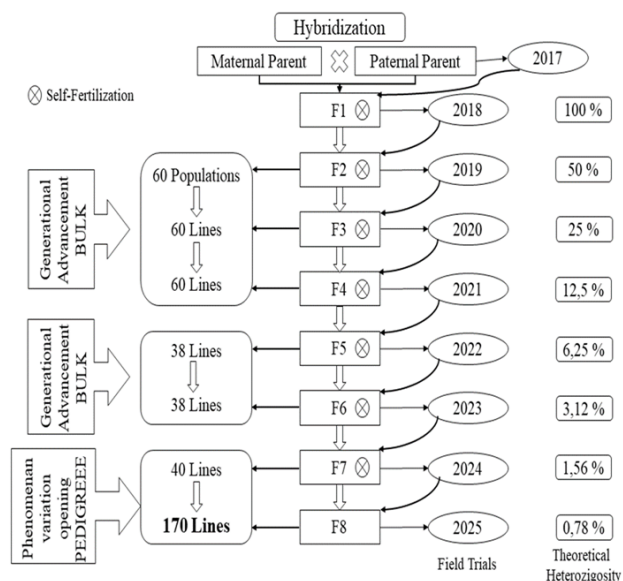 Hybridization
Maternal Parent
Paternal Parent
2017
Self-Fertilization
F1
2018
100 %
60 Populations
F2
2019
50 %
Generational
Advancement
BULK
60 Lines
F3
2020
25 %
60 Lines
F4
2021
12,5 %
Generational
Advancement
BULK
38 Lines
F5
2022
6,25 %
38 Lines
F6
2023
3,12 %
Phenomenan
variation
opening
PEDIGREEE
40 Lines
F7
2024
1,56 %
170 Lines
F8
2025
0,78 %
Field Trials
Theoretical
Heterozigosity